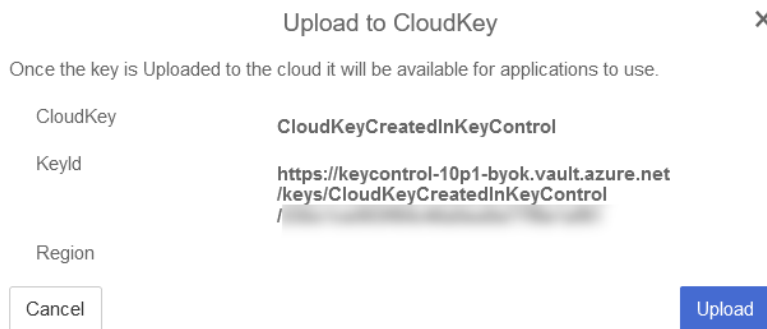 Upload to CloudKey
Once the key is Uploaded to the cloud it will be available for applications to use.
CloudKey
CloudKeyCreatedInKeyControl
KeyId
https://keycontrol-10p1-byok.vault.azure.net
/keys/CloudKeyCreatedInKeyControl
/
Region
Cancel
Upload